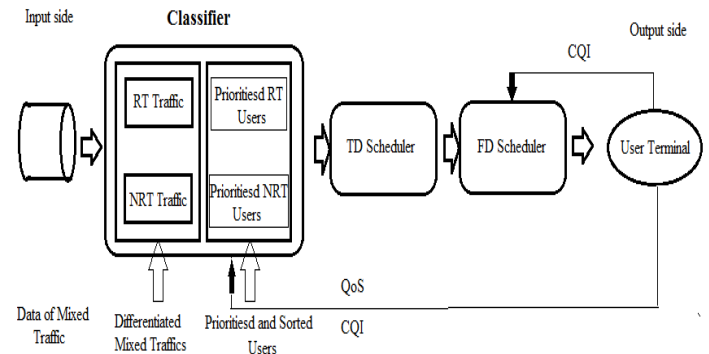 Input side
Classifier
Output side
CQI
RT Traffic
Prioritiesd RT
Users
TD Scheduler
FD Scheduler
User Terminal
NRT Traffic
Prioritiesd NRT
Users
QoS
CQI
Data of Mixed
Traffic
Differentiated
Mixed Traffics
Prioritiesd and Sorted
Users